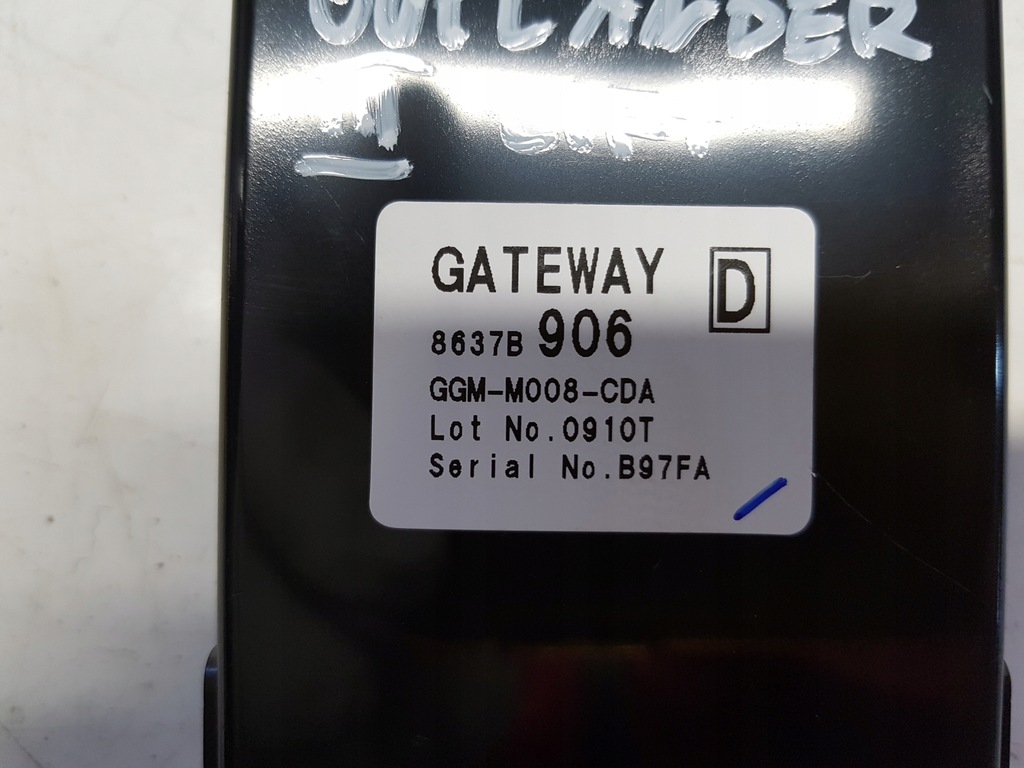 OUTLANDER
GATEWAY D
8637B 906
GGM-M008-CDA
Lot No.0910T
Serial No.B97FA